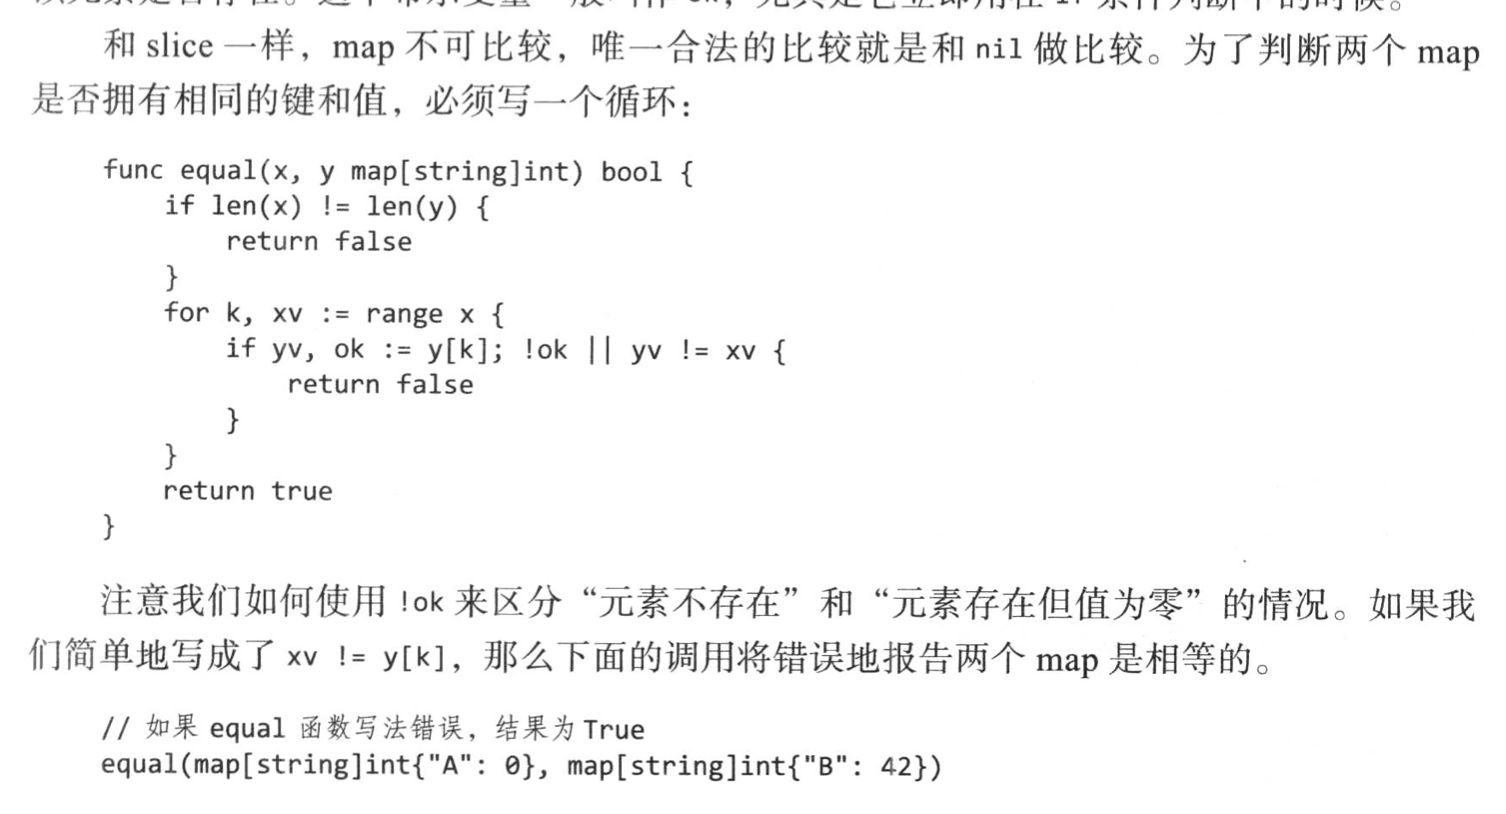 和 slice 一样，map 不可比较，唯一合法的比较就是和 nil 做比较。为了判断两个 map
是否拥有相同的键和值，必须写一个循环：
func equal(x, y map[string]int) bool {
    if len(x) != len(y) {
        return false
    }
    for k, xv := range x {
        if yv, ok := y[k]; !ok || yv != xv {
            return false
        }
    }
    return true
}
注意我们如何使用 !ok 来区分“元素不存在”和“元素存在但值为零”的情况。如果我
们简单地写成了 xv != y[k]，那么下面的调用将错误地报告两个 map 是相等的。
// 如果 equal 函数写法错误，结果为 True
equal(map[string]int{"A": 0}, map[string]int{"B": 42})